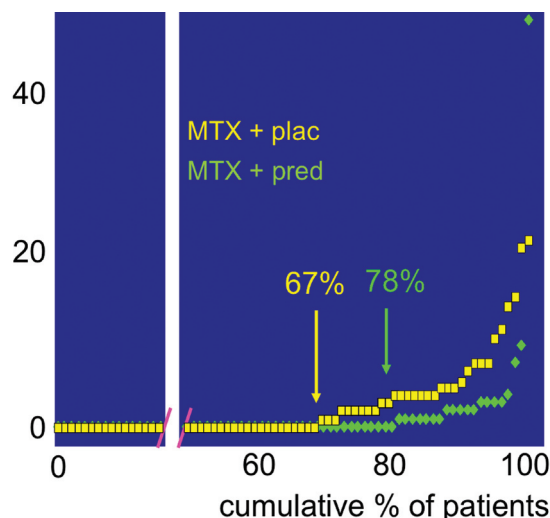 40
MTX + plac
MTX + pred
20
67% 78%
0
0 60 80 100
cumulative % of patients